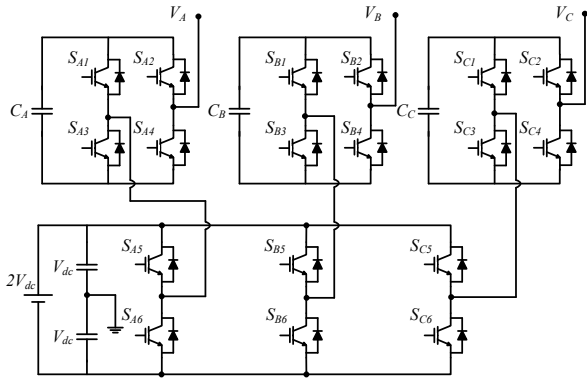 V_A V_B V_C
S_A1 S_A2 S_B1 S_B2 S_C1 S_C2
C_A C_B C_C
S_A3 S_A4 S_B3 S_B4 S_C3 S_C4
S_A5 S_B5 S_C5
V_dc
2V_dc
V_dc
S_A6 S_B6 S_C6